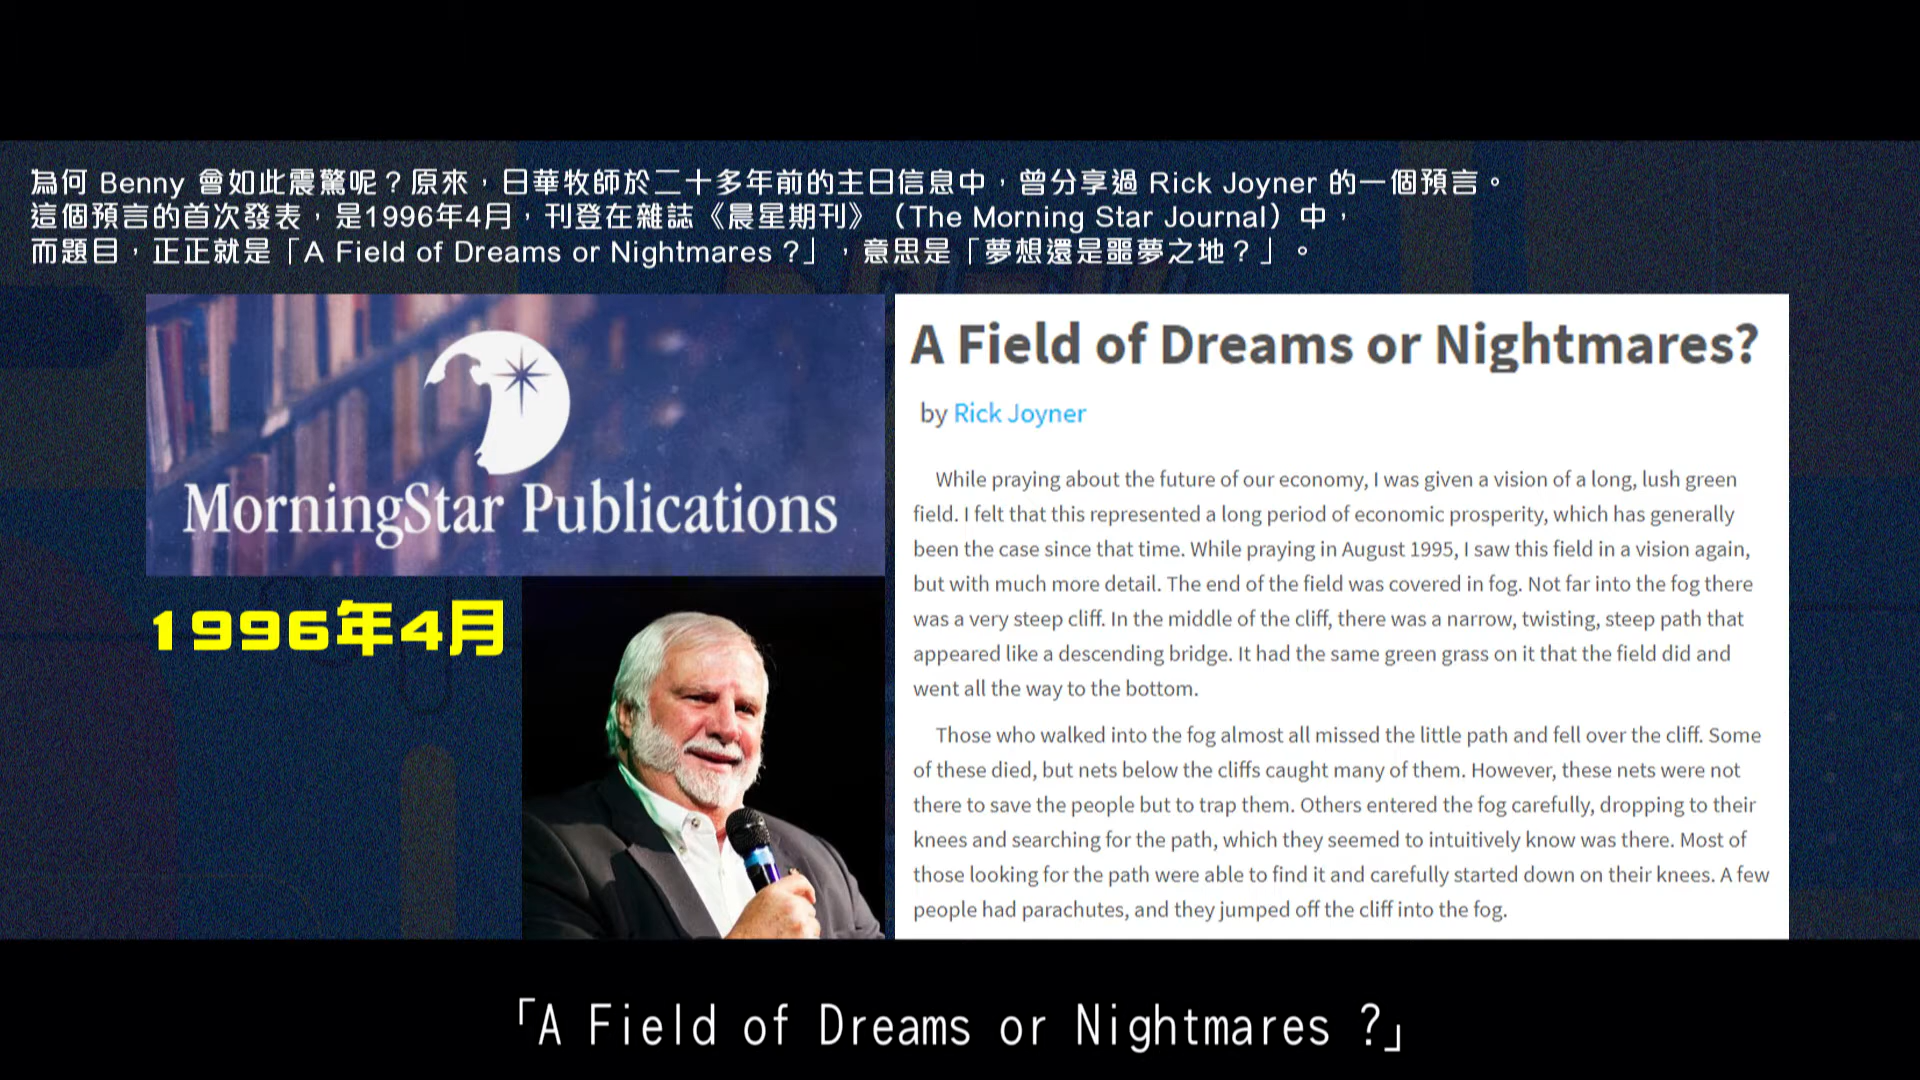 為何 Benny 會如此震驚呢？原來，日華牧師於二十多年前的主日信息中，曾分享過 Rick Joyner 的一個預言。
這個預言的首次發表，是1996年4月，刊登在雜誌《晨星期刊》（The Morning Star Journal）中，
而題目，正正就是「A Field of Dreams or Nightmares ?」，意思是「夢想還是噩夢之地？」。
MorningStar Publications
1996年4月
A Field of Dreams or Nightmares?
by Rick Joyner
While praying about the future of our economy, I was given a vision of a long, lush green
field. I felt that this represented a long period of economic prosperity, which has generally
been the case since that time. While praying in August 1995, I saw this field in a vision again,
but with much more detail. The end of the field was covered in fog. Not far into the fog there
was a very steep cliff. In the middle of the cliff, there was a narrow, twisting, steep path that
appeared like a descending bridge. It had the same green grass on it that the field did and
went all the way to the bottom.
Those who walked into the fog almost all missed the little path and fell over the cliff. Some
of these died, but nets below the cliffs caught many of them. However, these nets were not
there to save the people but to trap them. Others entered the fog carefully, dropping to their
knees and searching for the path, which they seemed to intuitively know was there. Most of
those looking for the path were able to find it and carefully started down on their knees. A few
people had parachutes, and they jumped off the cliff into the fog.
「A Field of Dreams or Nightmares ?」